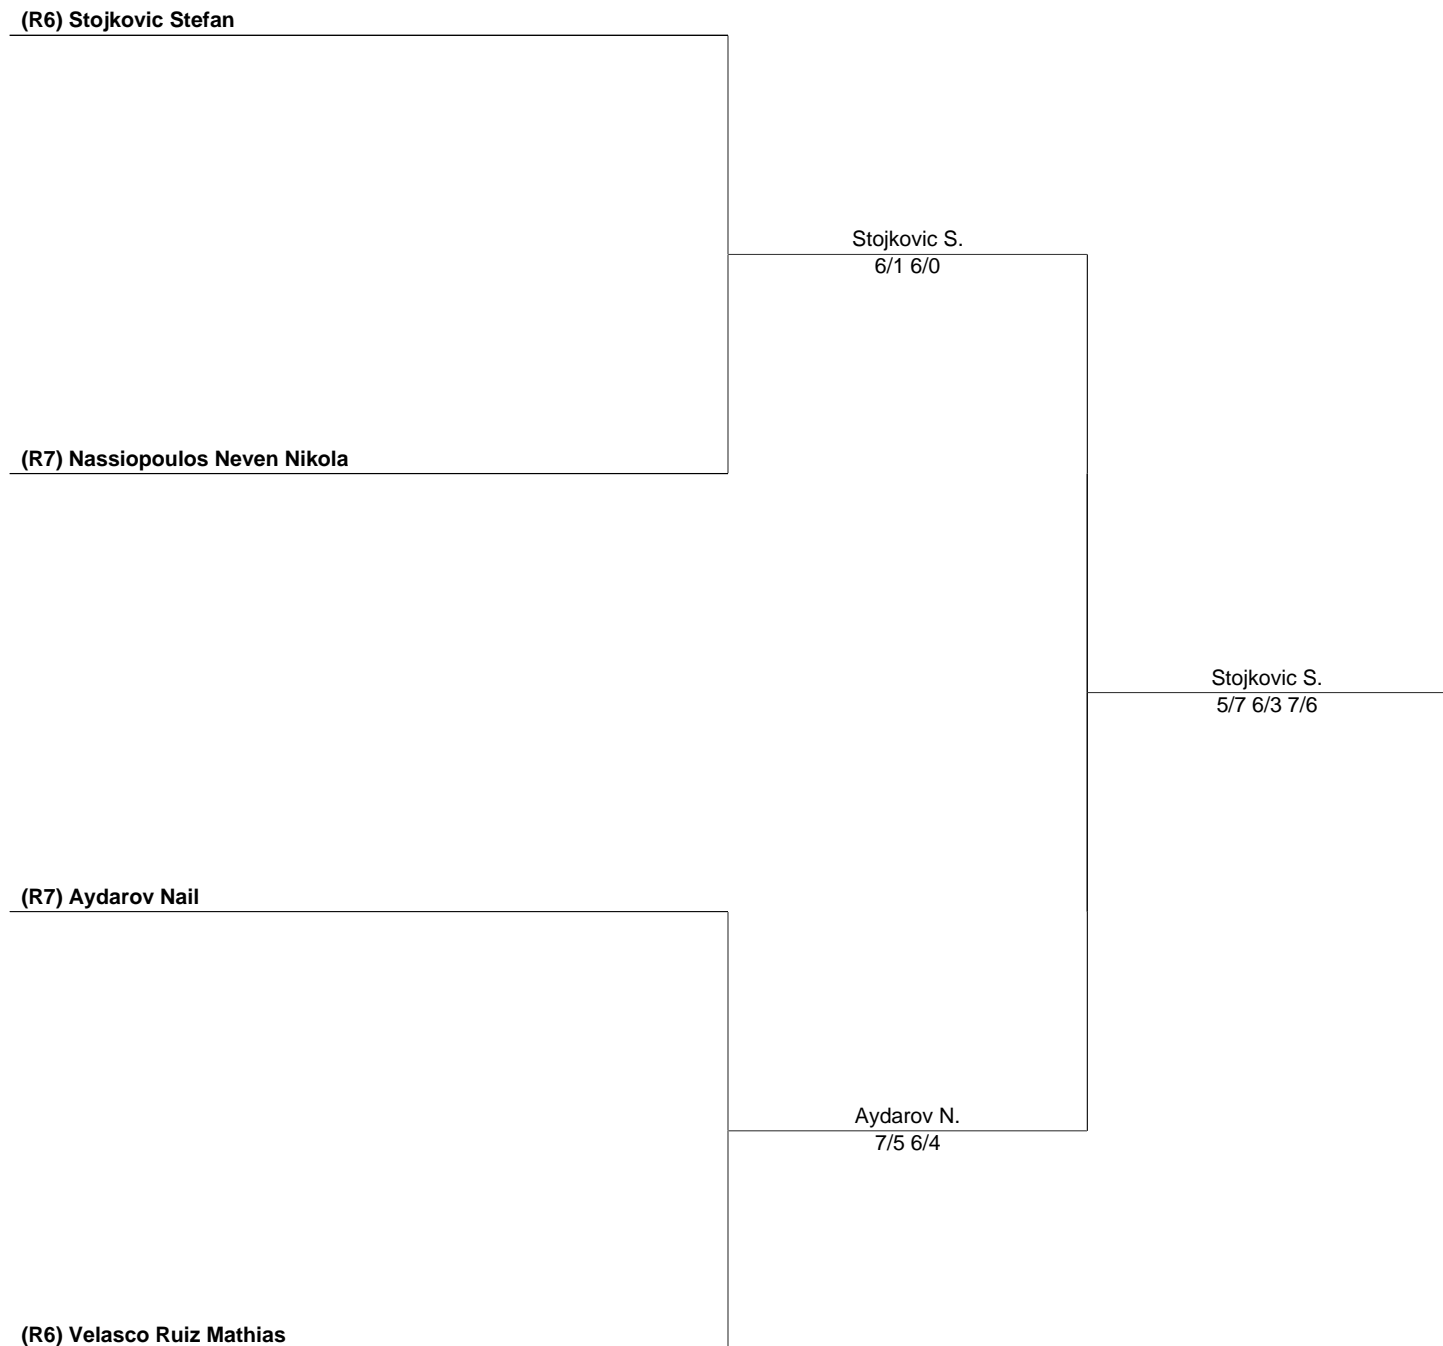 (R6) Stojkovic Stefan
Stojkovic S.
6/1 6/0
(R7) Nassiopoulos Neven Nikola
Stojkovic S.
5/7 6/3 7/6
(R7) Aydarov Nail
Aydarov N.
7/5 6/4
(R6) Velasco Ruiz Mathias